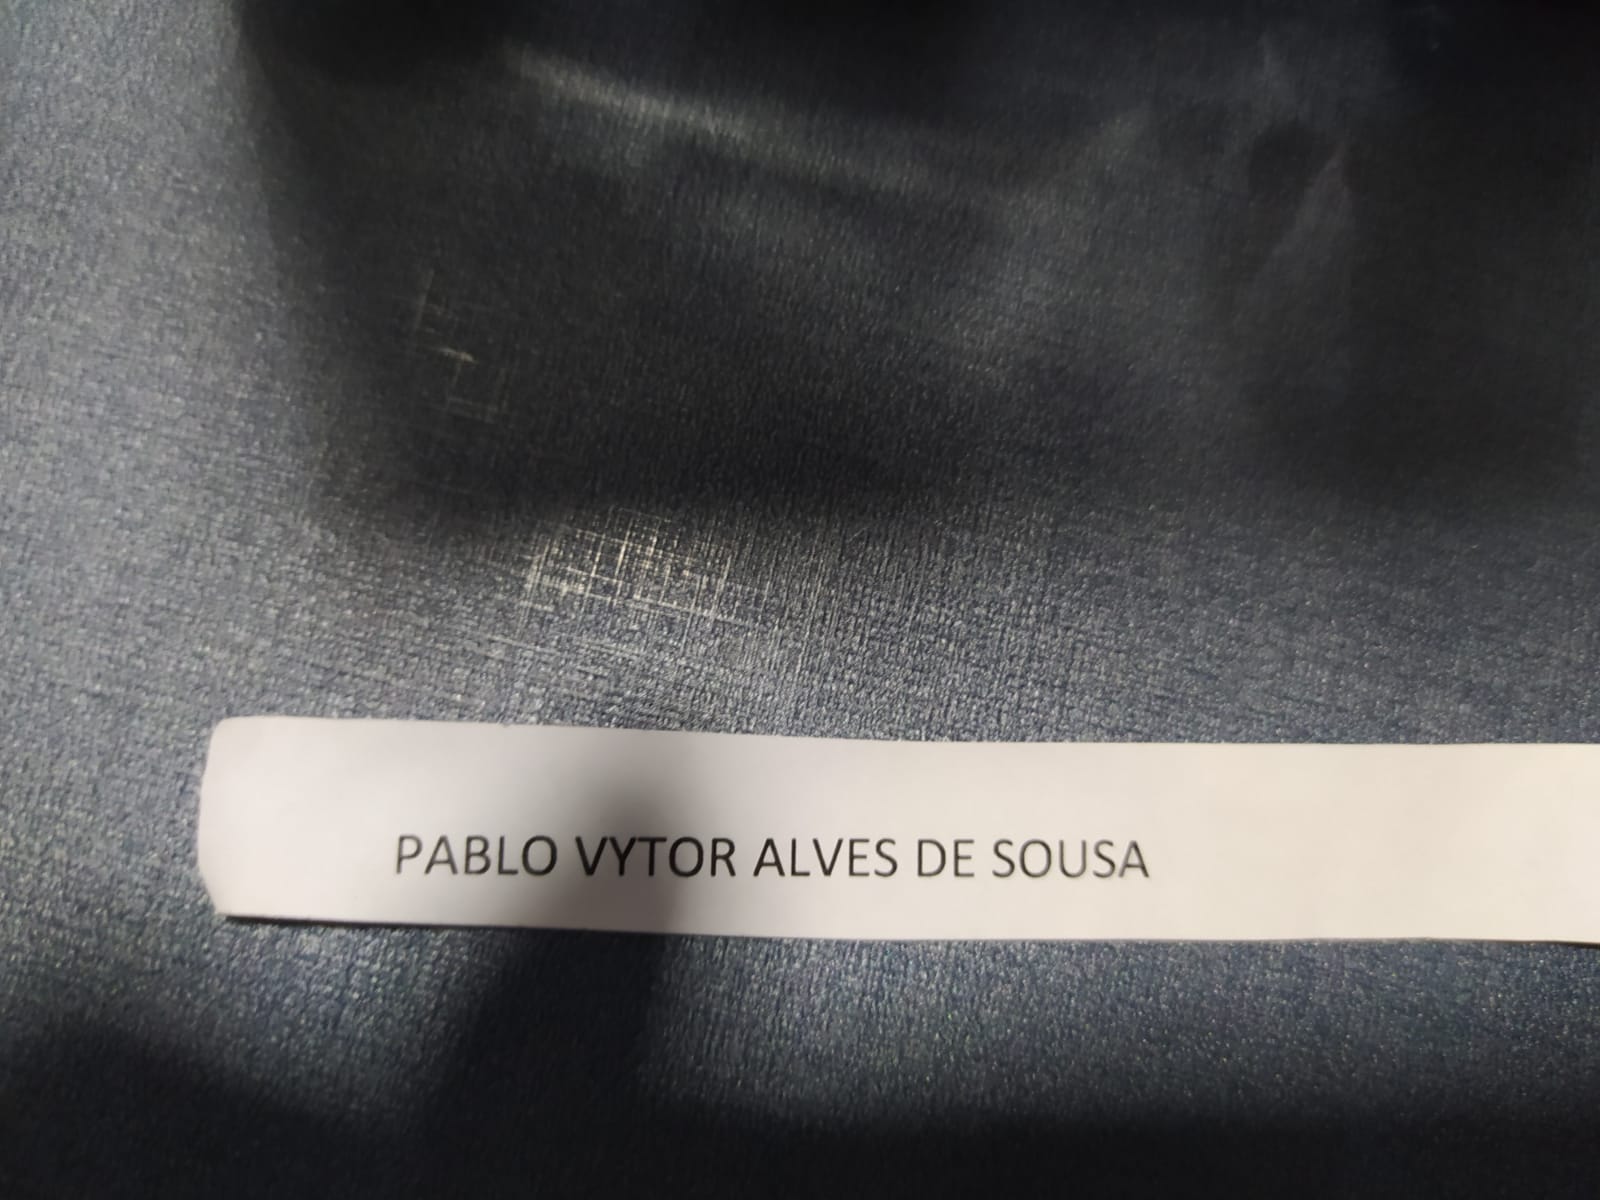 PABLO VYTOR ALVES DE SOUSA